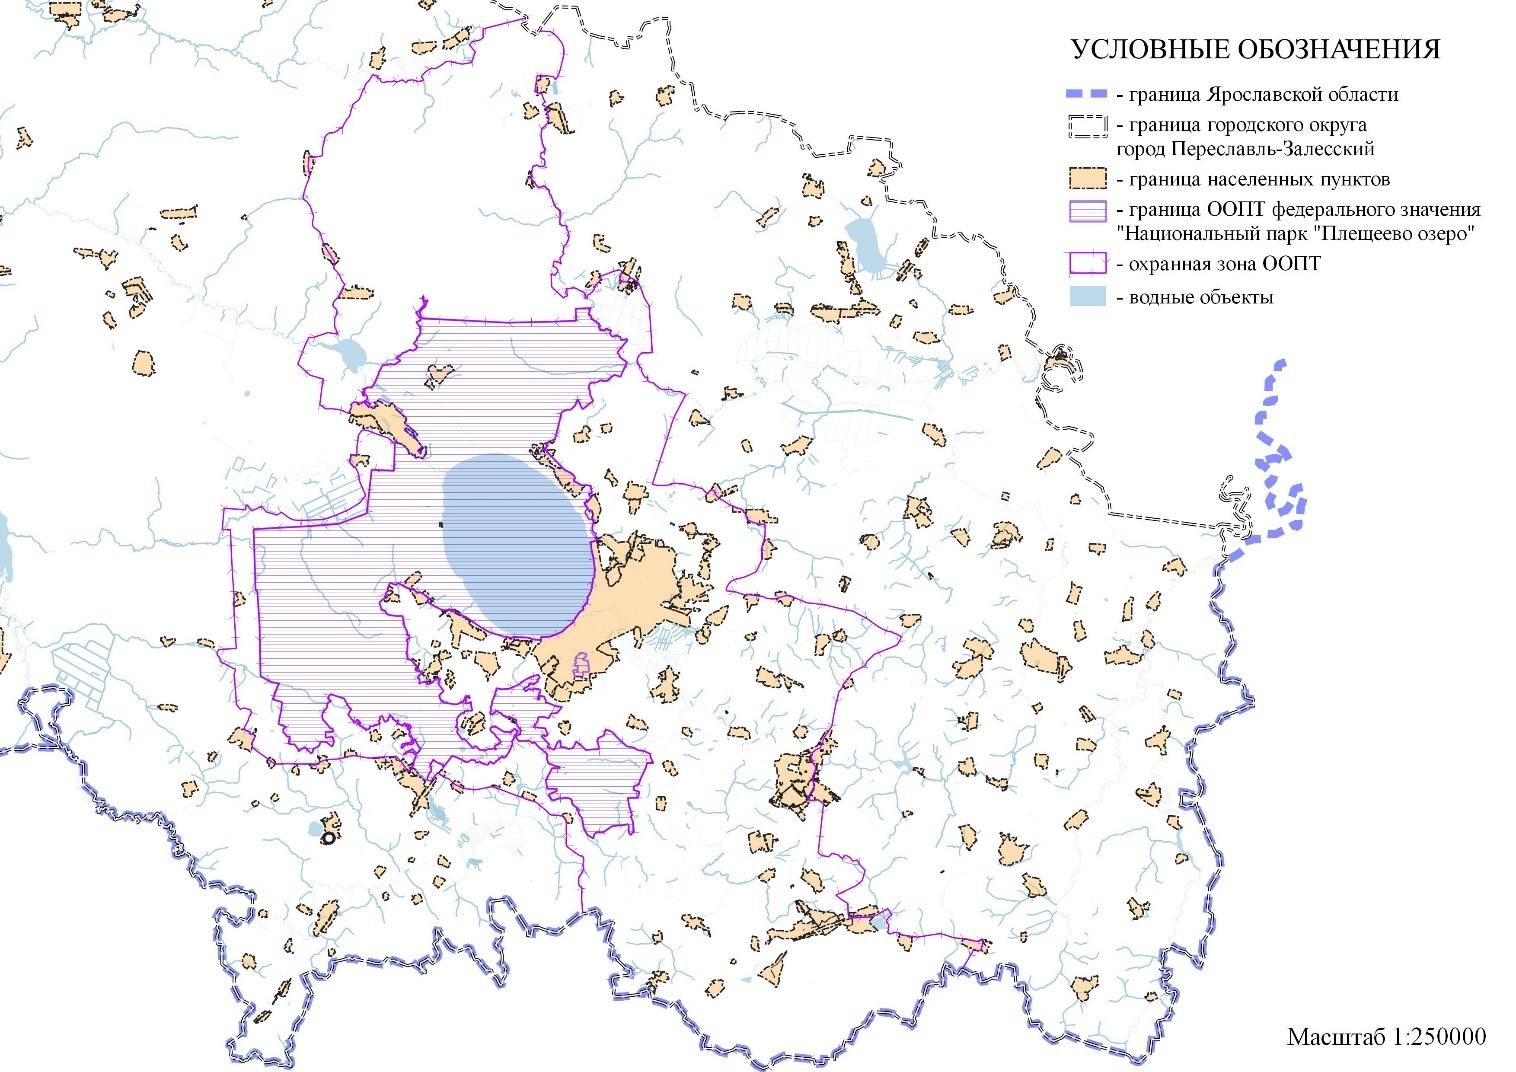 УСЛОВНЫЕ ОБОЗНАЧЕНИЯ
- граница Ярославской области
- граница городского округа
город Переславль-Залесский
- граница населенных пунктов
- граница ООПТ федерального значения
"Национальный парк "Плещеево озеро"
- охранная зона ООПТ
- водные объекты
Масштаб 1:250000